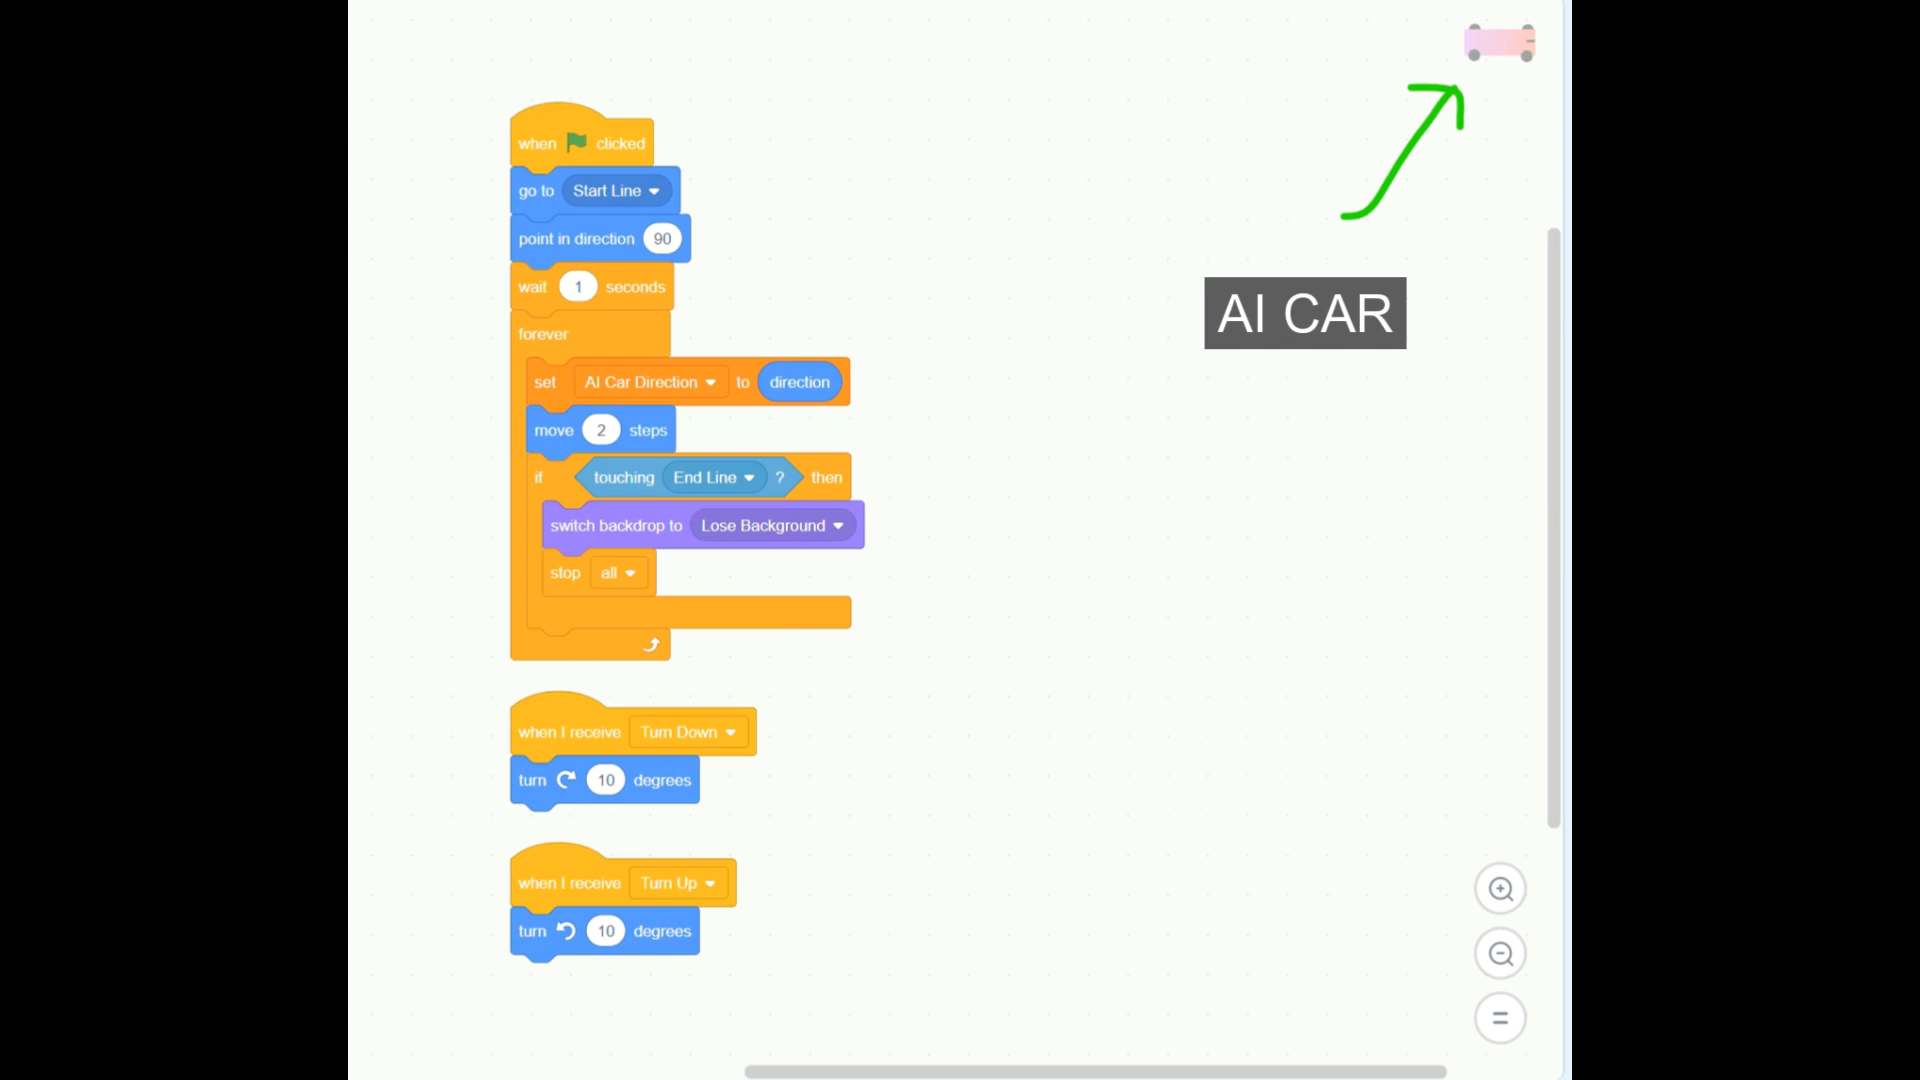 when clicked
go to Start Line
point in direction 90
wait 1 seconds
forever
set AI Car Direction to direction
move 2 steps
if touching End Line ? then
switch backdrop to Lose Background
stop all
when I receive Turn Down
turn 10 degrees
when I receive Turn Up
turn 10 degrees
AI CAR